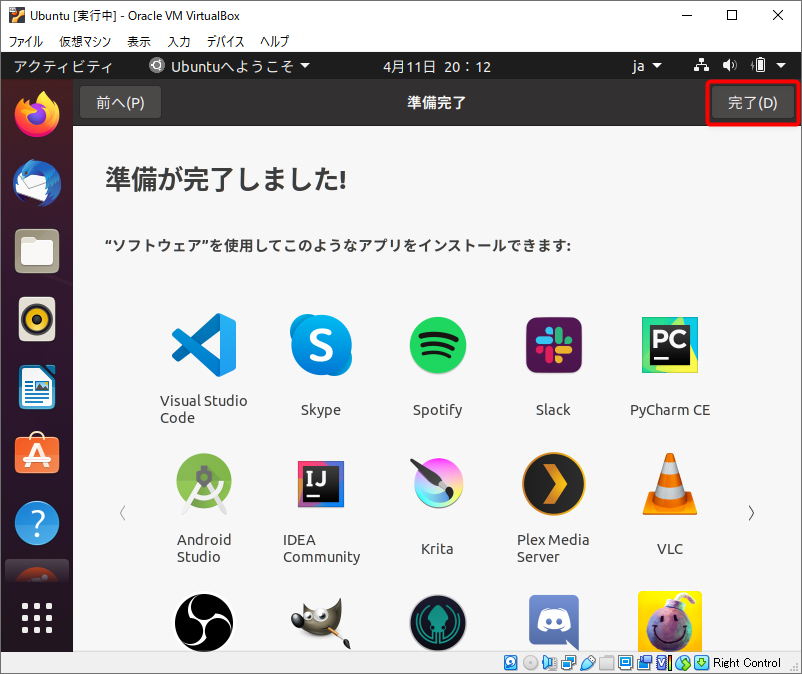 Ubuntu [実行中] - Oracle VM VirtualBox
ファイル 仮想マシン 表示 入力 デバイス ヘルプ
アクティビティ Ubuntuへようこそ 4月11日 20：12 ja
前へ(P) 準備完了 完了(D)
準備が完了しました!
“ソフトウェア”を使用してこのようなアプリをインストールできます:
S PC
Visual Studio Code Skype Spotify Slack PyCharm CE
IJ
Android Studio IDEA Community Krita Plex Media Server VLC
Right Control